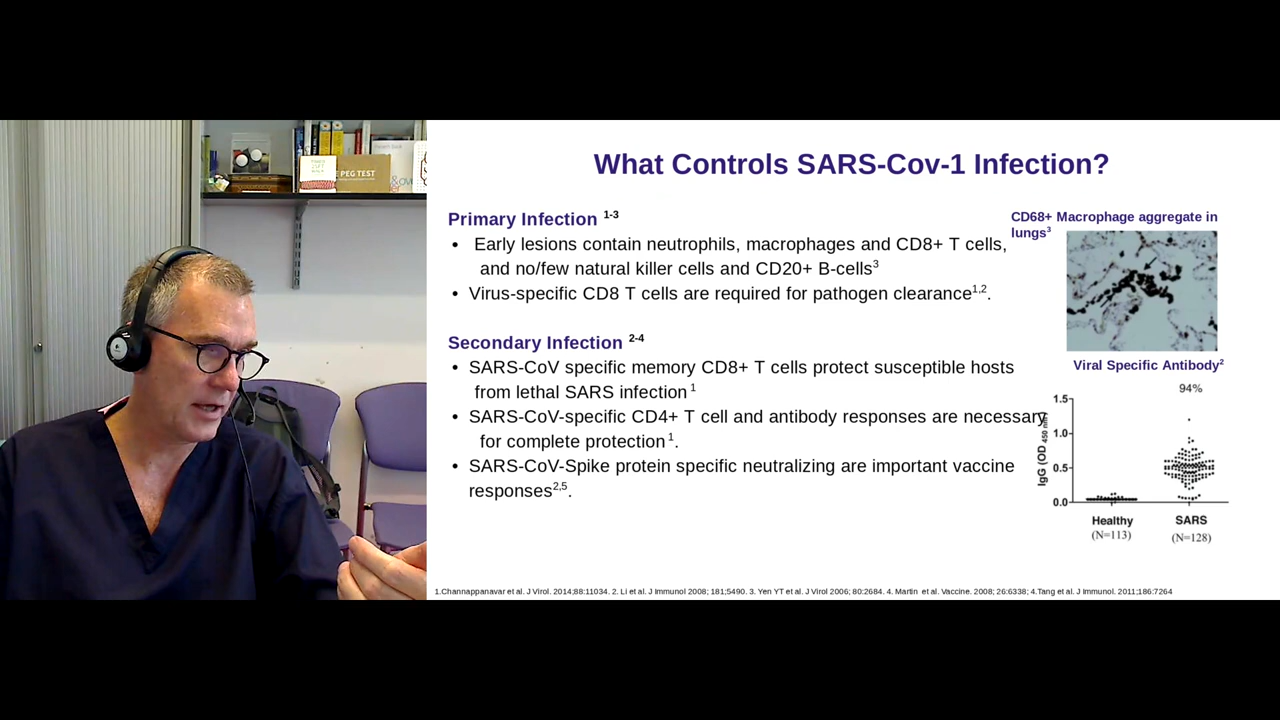 PEG TEST
What Controls SARS-Cov-1 Infection?
Primary Infection 1-3
• Early lesions contain neutrophils, macrophages and CD8+ T cells,
and no/few natural killer cells and CD20+ B-cells3
• Virus-specific CD8 T cells are required for pathogen clearance1,2.
Secondary Infection 2-4
• SARS-CoV specific memory CD8+ T cells protect susceptible hosts
from lethal SARS infection 1
• SARS-CoV-specific CD4+ T cell and antibody responses are necessary
for complete protection 1.
• SARS-CoV-Spike protein specific neutralizing are important vaccine
responses2,5.
CD68+ Macrophage aggregate in
lungs3
Viral Specific Antibody2
94%
1.5
1.0
0.5
0.0
IgG (OD 450 nm)
Healthy
SARS
(N=113)
(N=128)
1.Channappanavar et al. J Virol. 2014;88:11034. 2. Li et al. J Immunol 2008; 181;5490. 3. Yen YT et al. J Virol 2006; 80:2684. 4. Martin et al. Vaccine. 2008; 26:6338; 4.Tang et al. J Immunol. 2011;186:7264